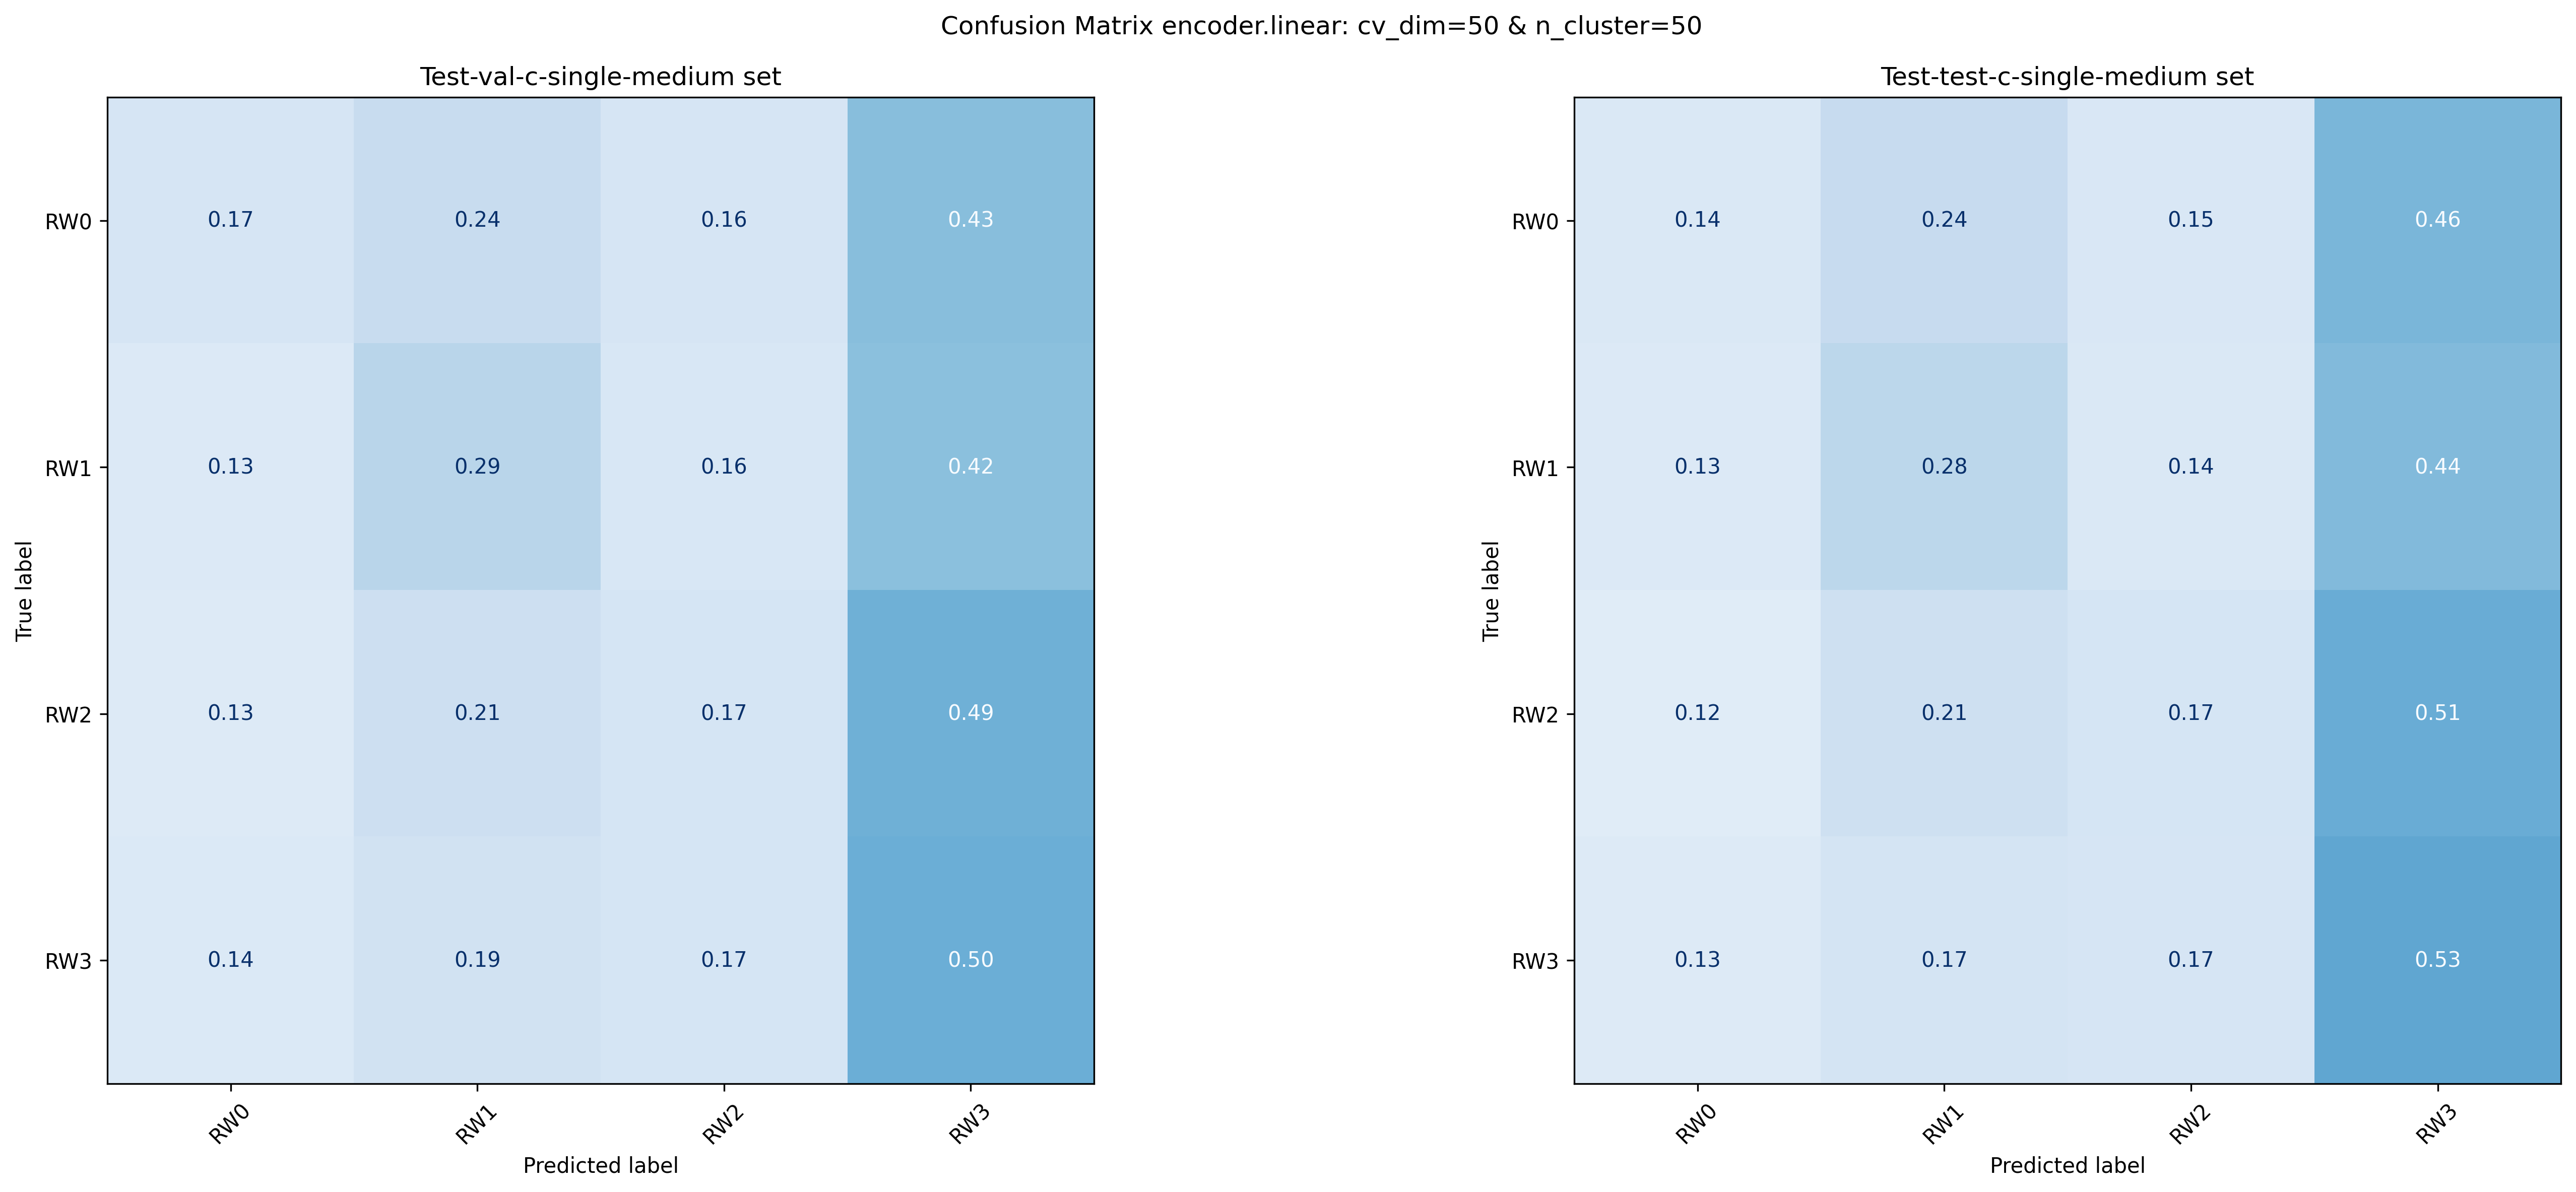 Confusion Matrix encoder.linear: cv_dim=50 & n_cluster=50
Test-val-c-single-medium set
True label
RW0 0.17 0.24 0.16 0.43
RW1 0.13 0.29 0.16 0.42
RW2 0.13 0.21 0.17 0.49
RW3 0.14 0.19 0.17 0.50
RW0 RW1 RW2 RW3
Predicted label
Test-test-c-single-medium set
True label
RW0 0.14 0.24 0.15 0.46
RW1 0.13 0.28 0.14 0.44
RW2 0.12 0.21 0.17 0.51
RW3 0.13 0.17 0.17 0.53
RW0 RW1 RW2 RW3
Predicted label